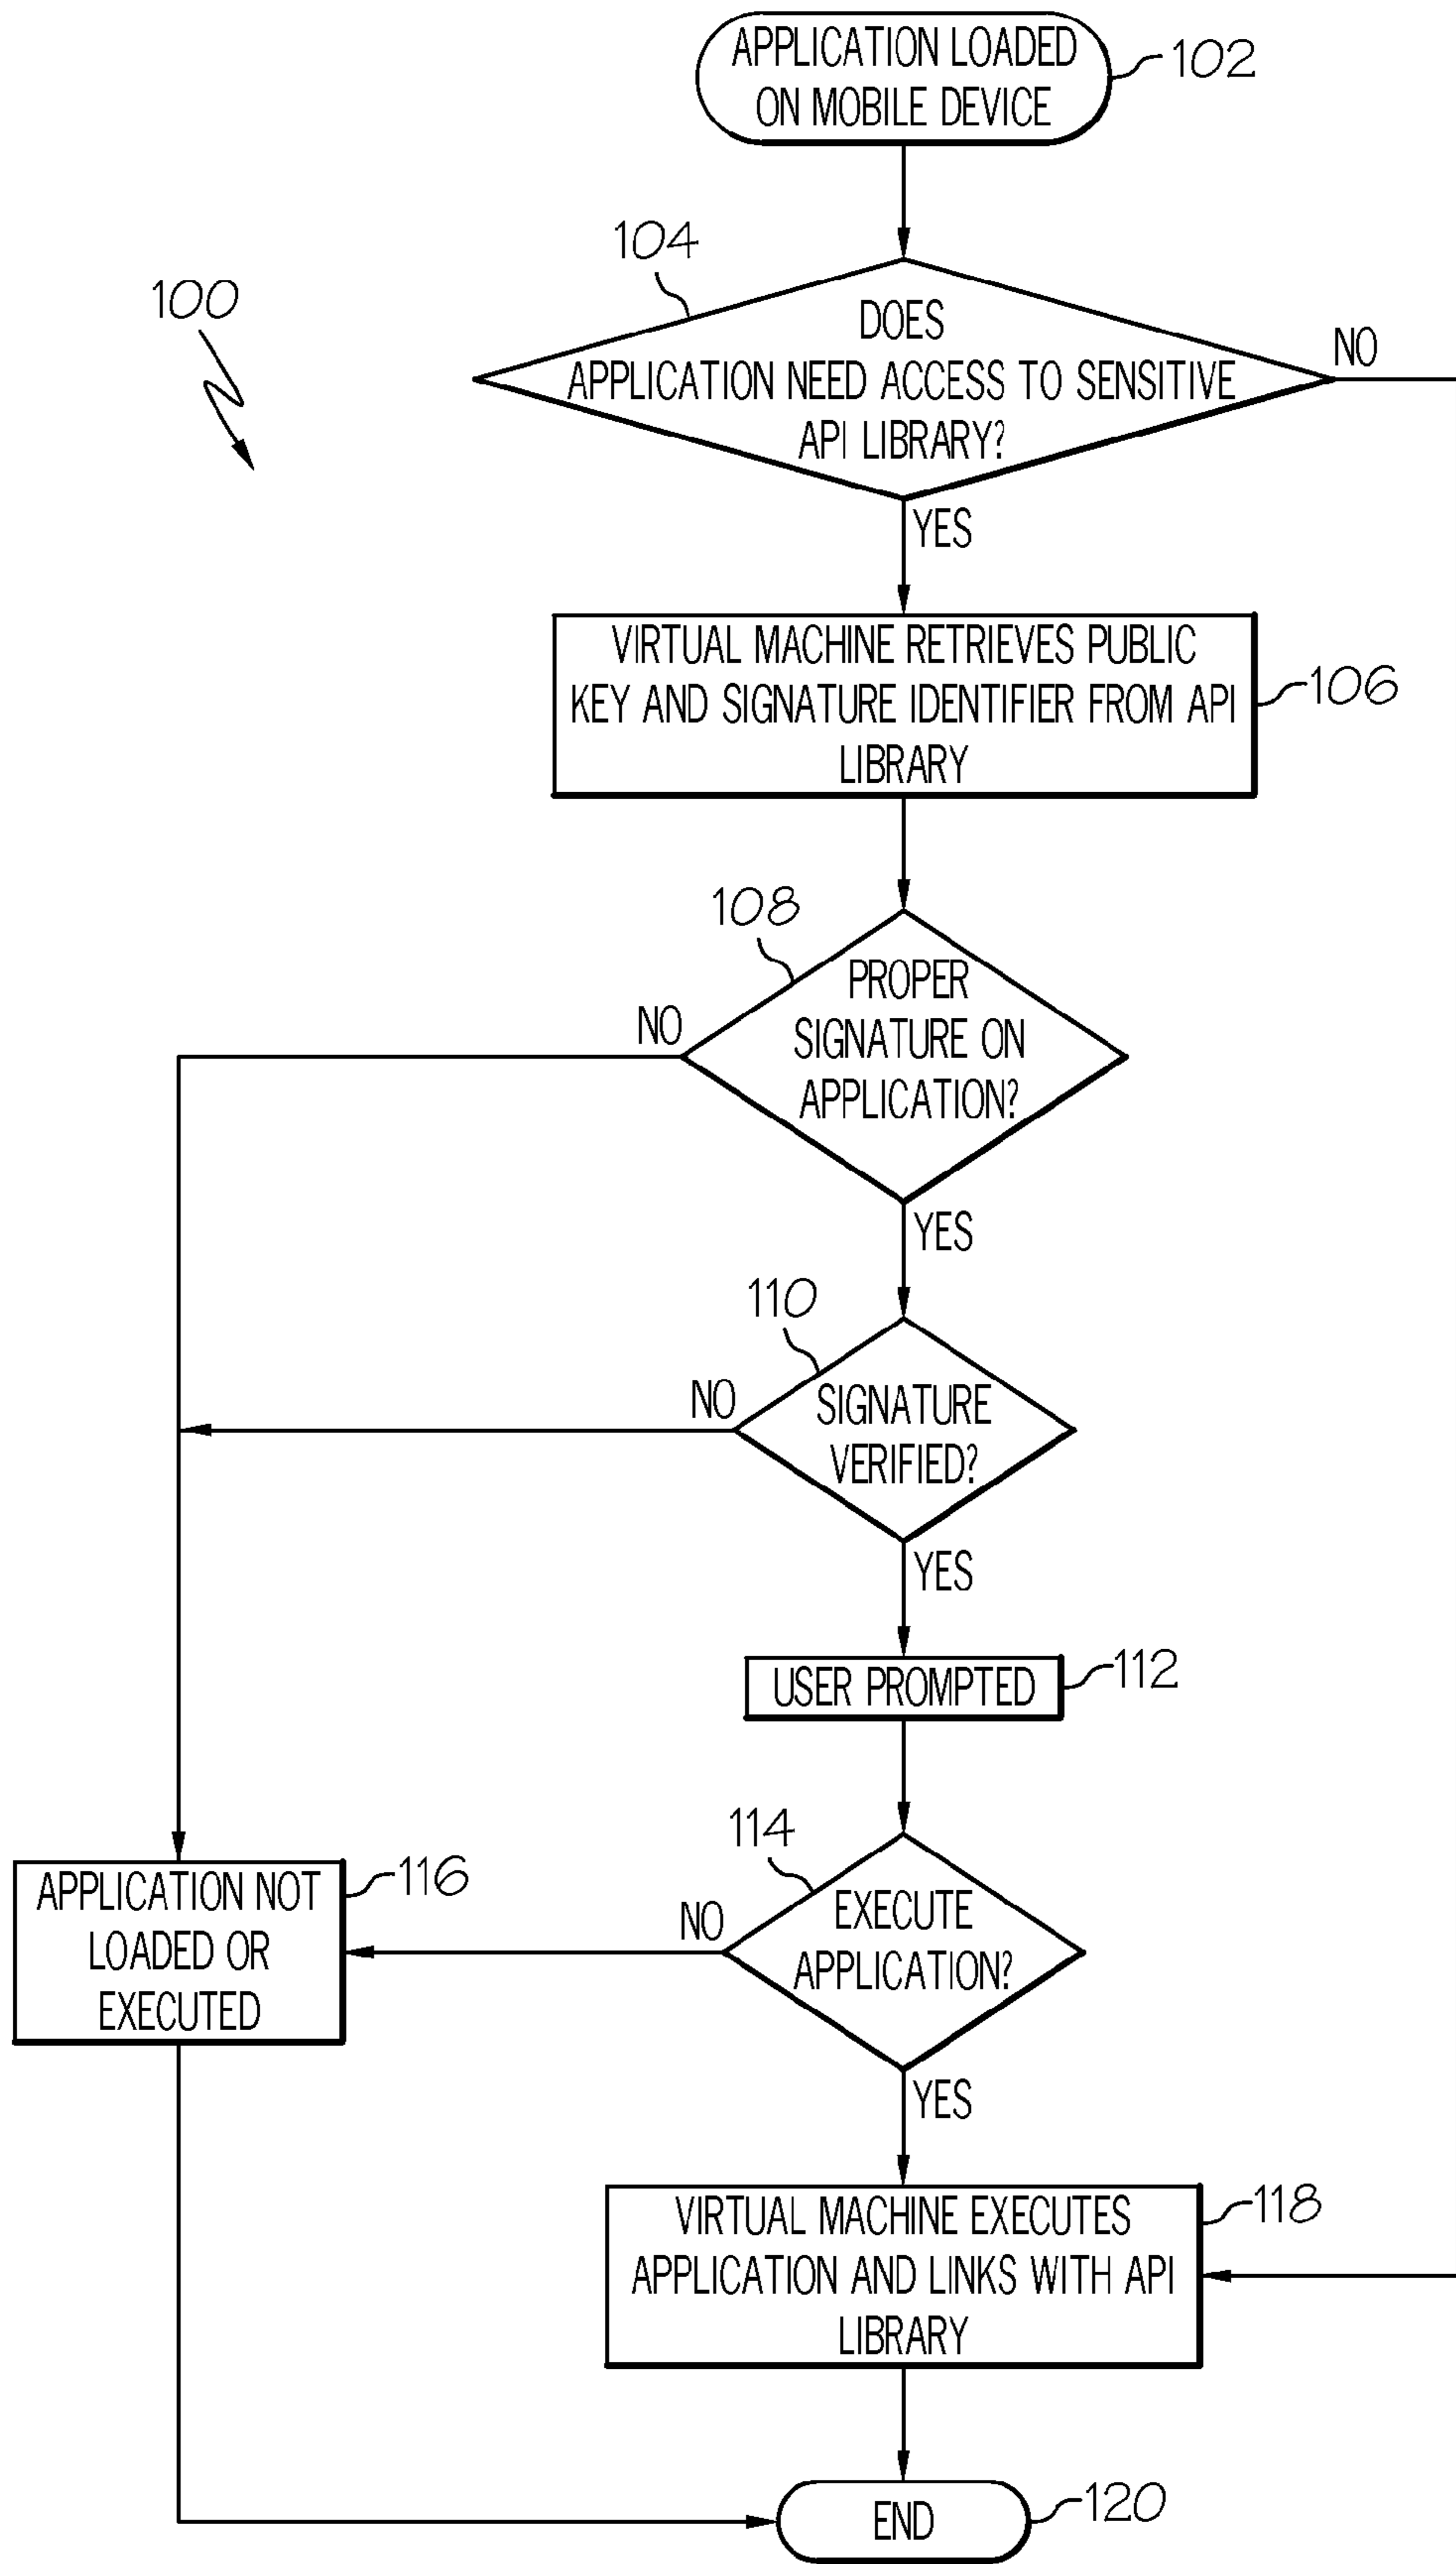 APPLICATION LOADED
ON MOBILE DEVICE
102
104
100
DOES
APPLICATION NEED ACCESS TO SENSITIVE
API LIBRARY?
NO
YES
VIRTUAL MACHINE RETRIEVES PUBLIC
KEY AND SIGNATURE IDENTIFIER FROM API
LIBRARY
106
108
PROPER
SIGNATURE ON
APPLICATION?
NO
YES
110
SIGNATURE
VERIFIED?
NO
YES
USER PROMPTED
112
114
EXECUTE
APPLICATION?
NO
YES
APPLICATION NOT
LOADED OR
EXECUTED
116
VIRTUAL MACHINE EXECUTES
APPLICATION AND LINKS WITH API
LIBRARY
118
END
120